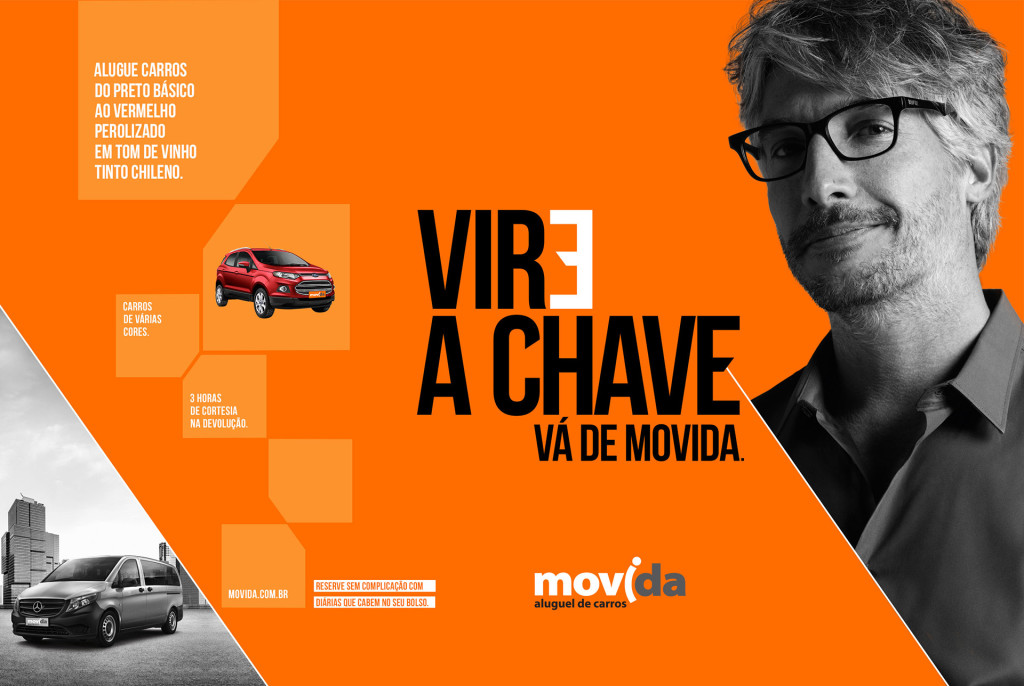 ALUGUE CARROS
DO PRETO BÁSICO
AO VERMELHO
PEROLIZADO
EM TOM DE VINHO
TINTO CHILENO.
CARROS
DE VÁRIAS
CORES.
3 HORAS
DE CORTESIA
NA DEVOLUÇÃO.
MOVIDA.COM.BR
RESERVE SEM COMPLICAÇÃO COM
DIÁRIAS QUE CABEM NO SEU BOLSO.
VIRE
A CHAVE
VÁ DE MOVIDA.
movida
aluguel de carros
movida
movida